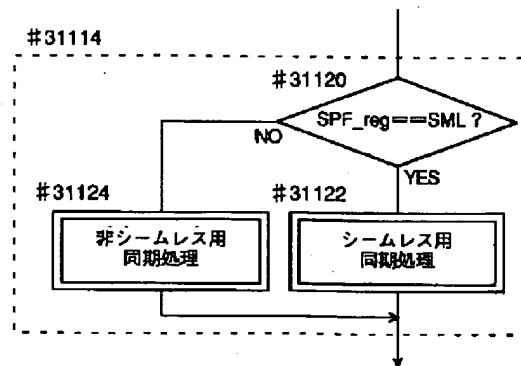 #31114
#31120
SPF_reg==SML?
NO
YES
#31124
#31122
非シームレス用
同期処理
シームレス用
同期処理